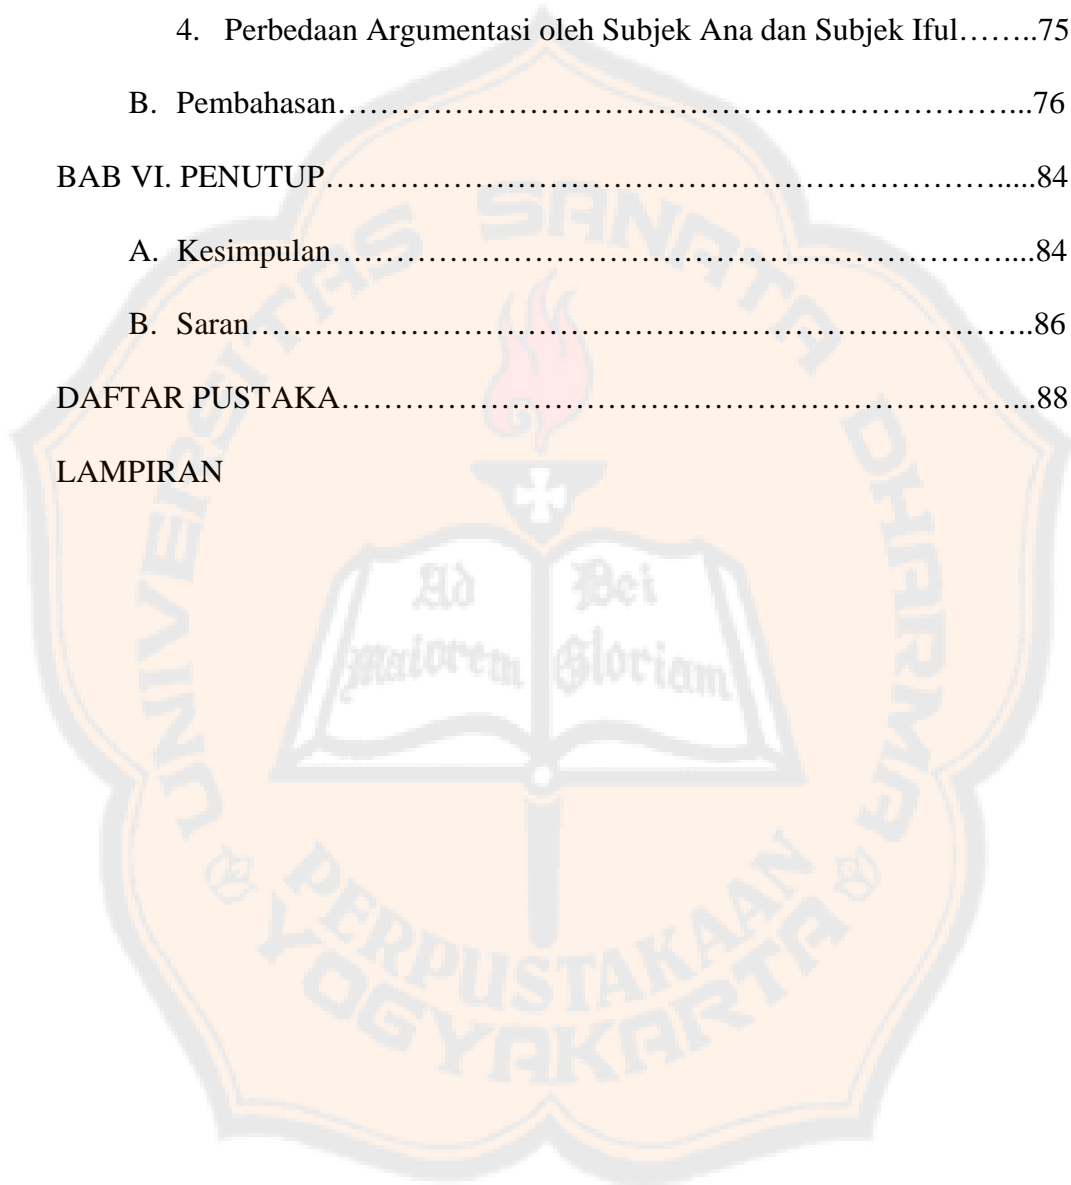 4. Perbedaan Argumentasi oleh Subjek Ana dan Subjek Iful……..75
B. Pembahasan…………………………………………………………...76
BAB VI. PENUTUP……………………………………………………….....84
A. Kesimpulan………………………………………………………....84
B. Saran…………………………………………………………………..86
DAFTAR PUSTAKA………………………………………………………...88
LAMPIRAN
UNIVERSITAS SANATA DHARMA
Ad Dei
Maiorem Gloriam
PERPUSTAKAAN
YOGYAKARTA